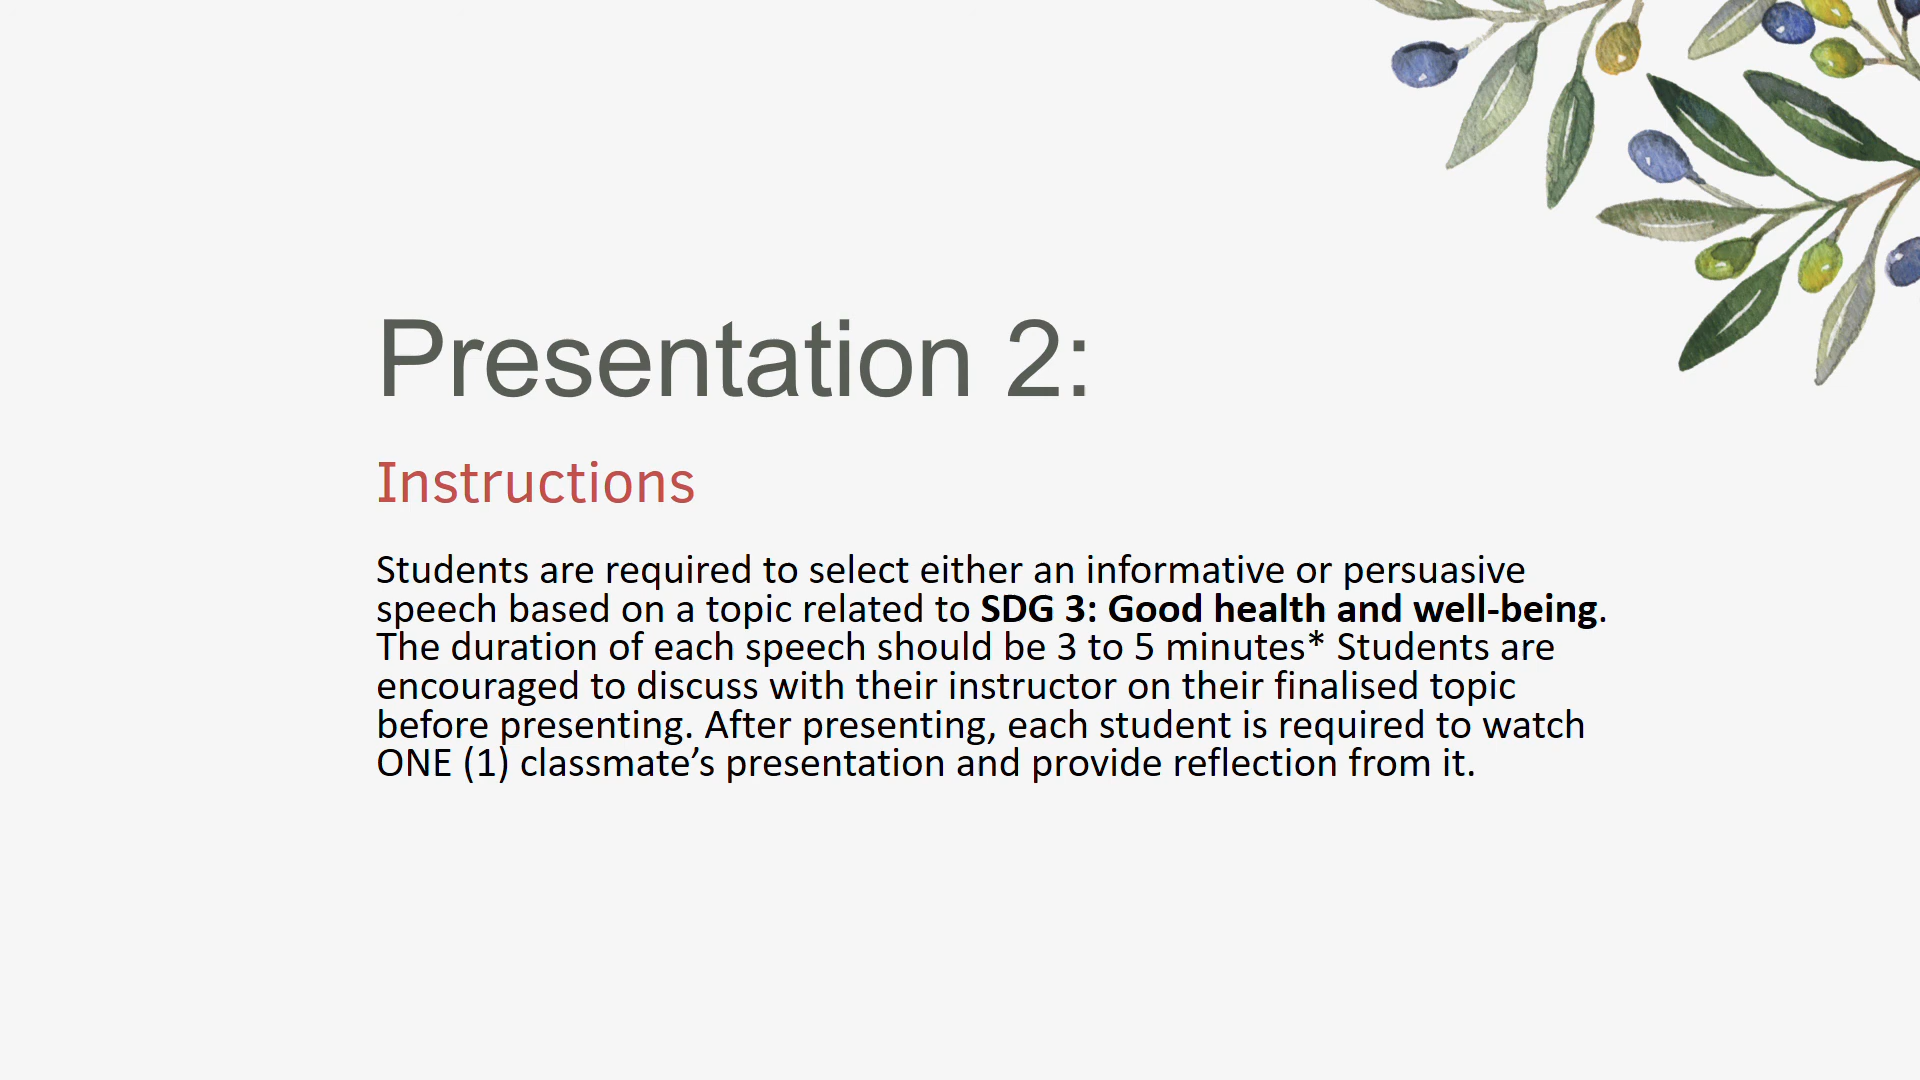 Presentation 2:
Instructions
Students are required to select either an informative or persuasive
speech based on a topic related to SDG 3: Good health and well-being.
The duration of each speech should be 3 to 5 minutes* Students are
encouraged to discuss with their instructor on their finalised topic
before presenting. After presenting, each student is required to watch
ONE (1) classmate’s presentation and provide reflection from it.